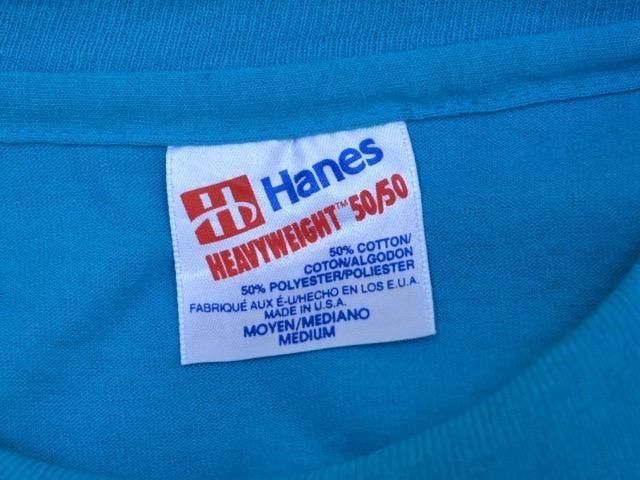 Hanes
HEAVYWEIGHT™ 50/50
50% COTTON/
COTON/ALGODON
50% POLYESTER/POLIESTER
FABRIQUÉ AUX É-U/HECHO EN LOS E.U.A.
MADE IN U.S.A.
MOYEN/MEDIANO
MEDIUM